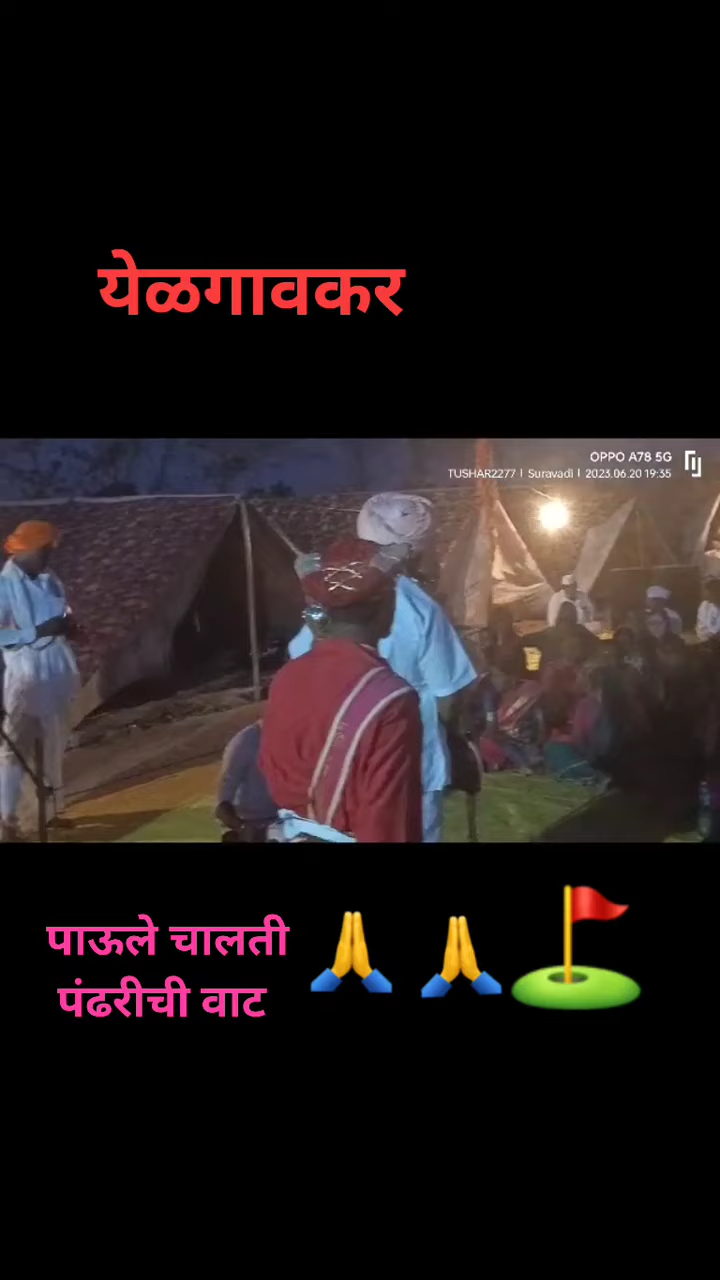 येळगावकर
OPPO A78 5G
TUSHAR2277 | Suravadi | 2023.06.20 19:35
पाऊले चालती
पंढरीची वाट